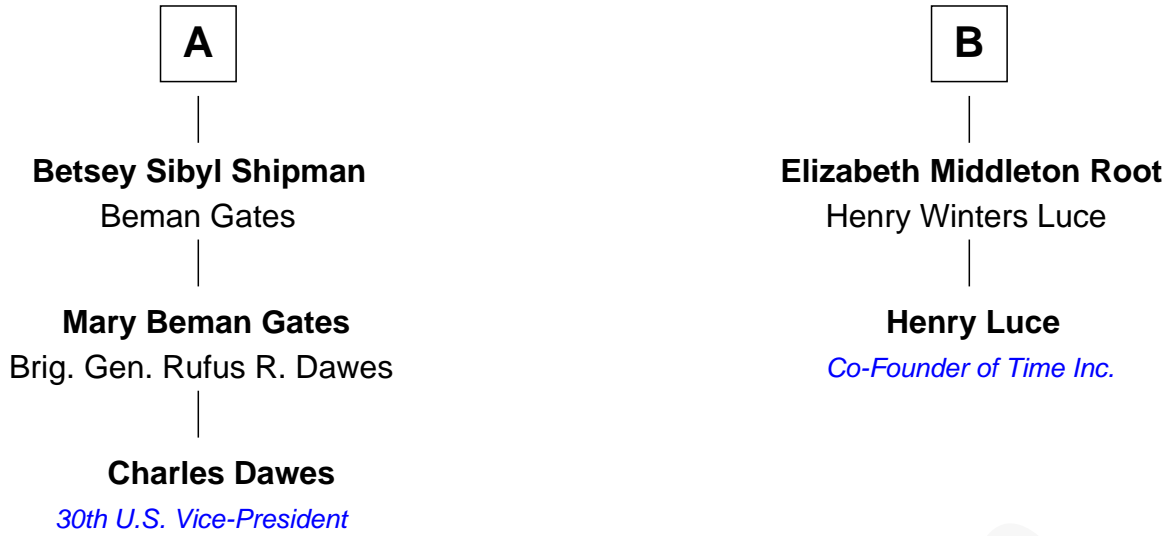 A
B
Betsey Sibyl Shipman
Beman Gates
Elizabeth Middleton Root
Henry Winters Luce
Mary Beman Gates
Brig. Gen. Rufus R. Dawes
Henry Luce
Co-Founder of Time Inc.
Charles Dawes
30th U.S. Vice-President